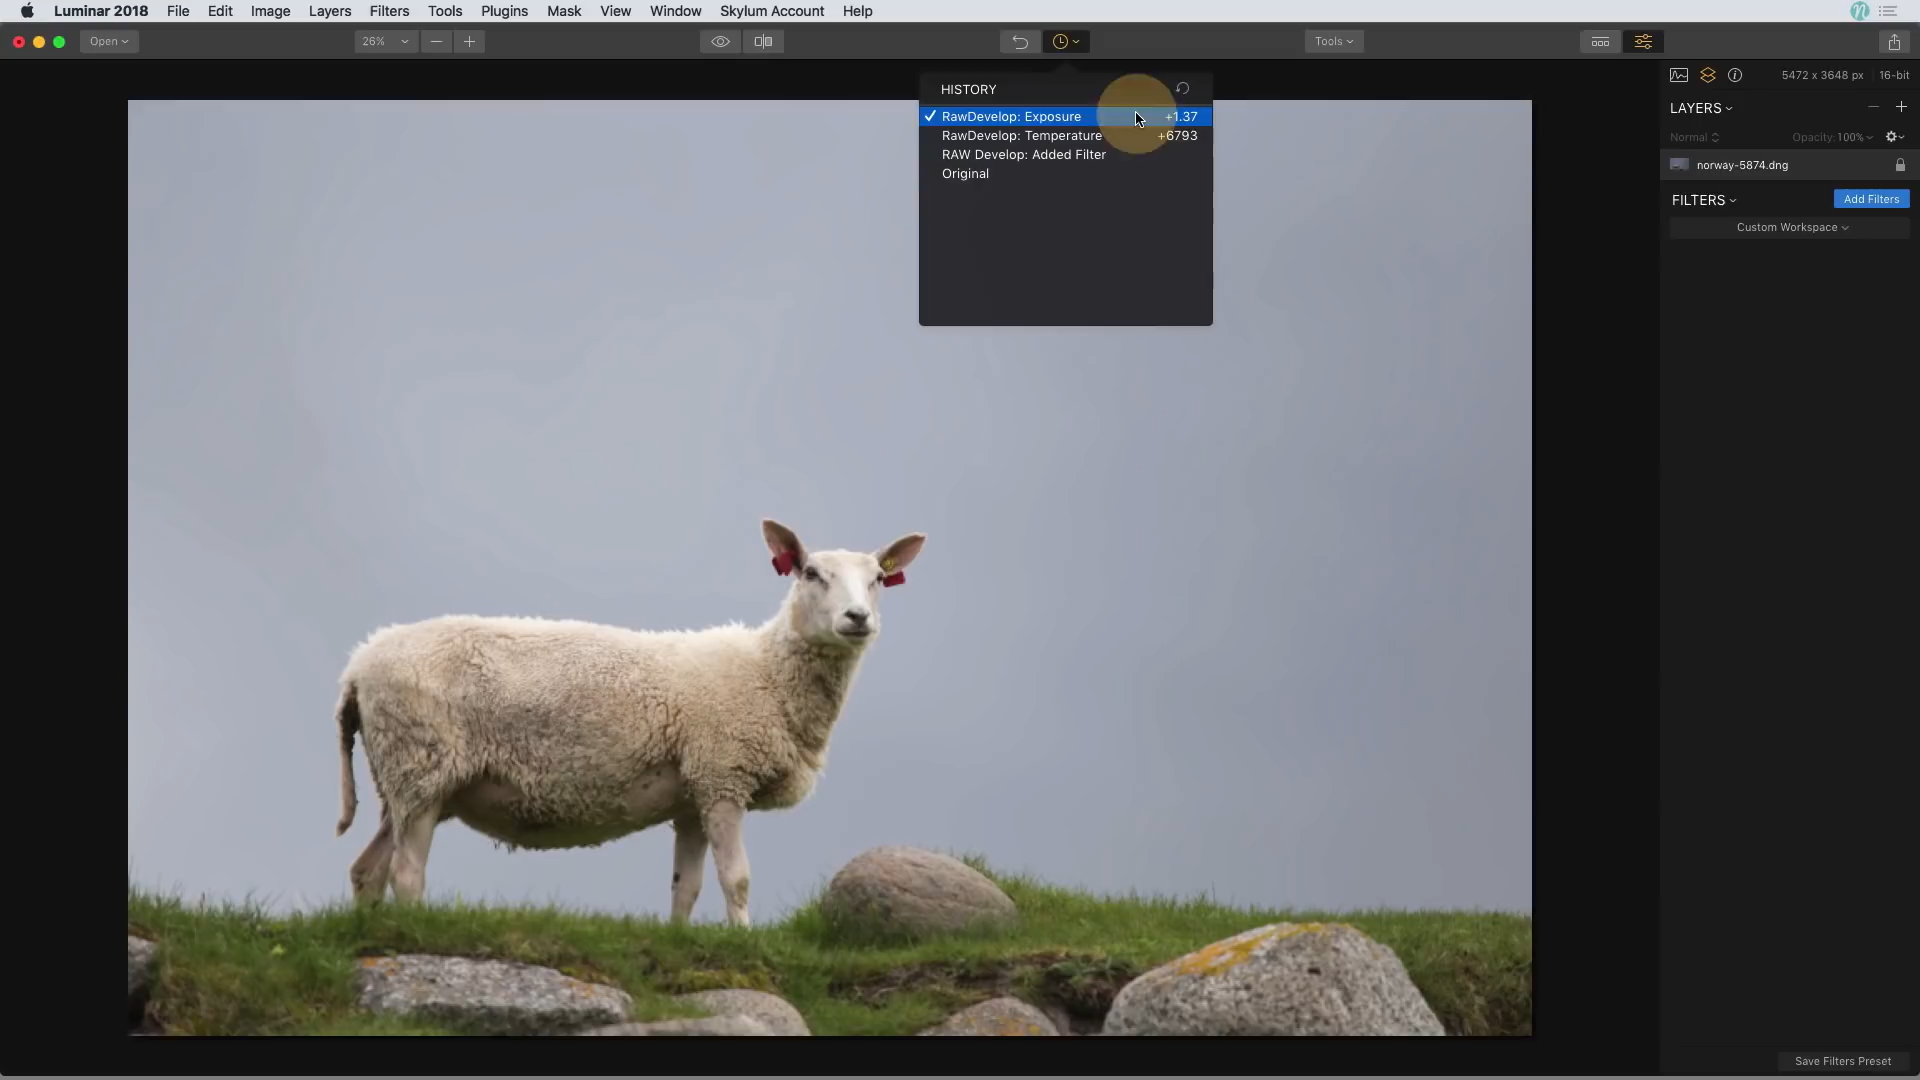 Luminar 2018 File Edit Image Layers Filters Tools Plugins Mask View Window Skylum Account Help
Open 26% Tools
5472 x 3648 px 16-bit
HISTORY
RawDevelop: Exposure +1.37
RawDevelop: Temperature +6793
RAW Develop: Added Filter
Original
LAYERS
Normal Opacity: 100%
norway-5874.dng
FILTERS Add Filters
Custom Workspace
Save Filters Preset